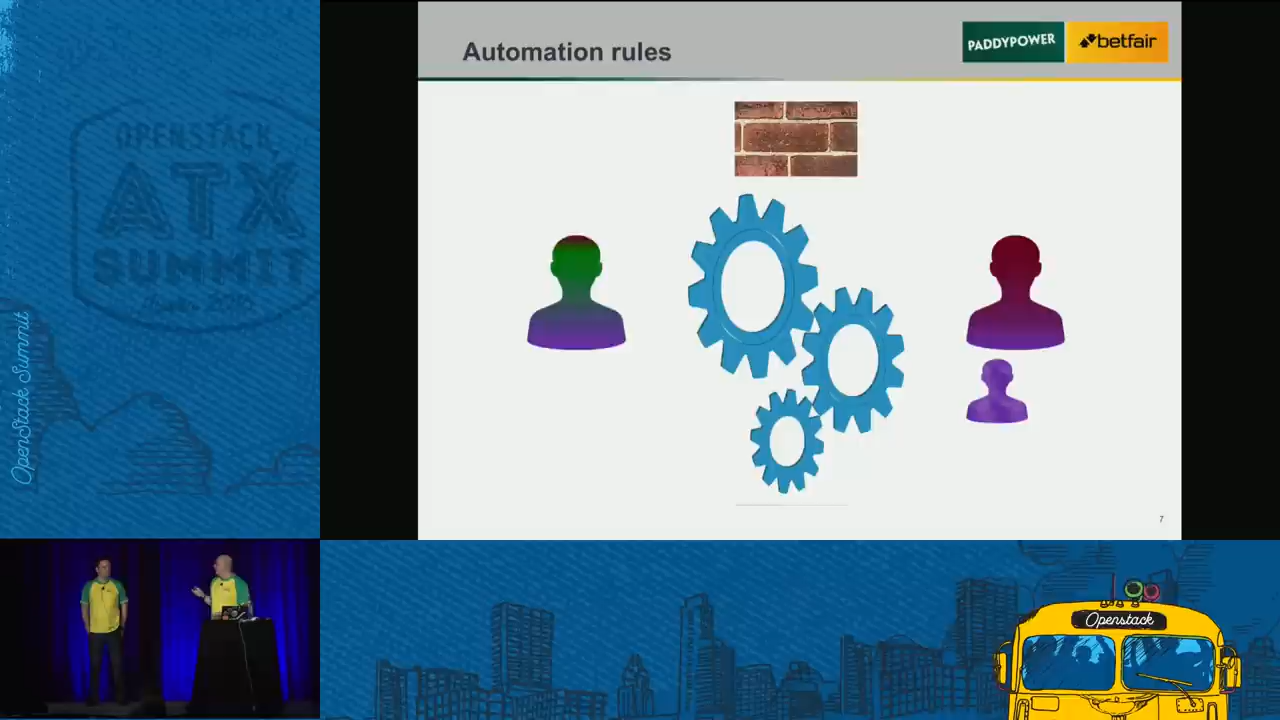 OPENSTACK
ATX
SUMMIT
OpenStack Summit
Automation rules
PADDYPOWER
betfair
7
Openstack